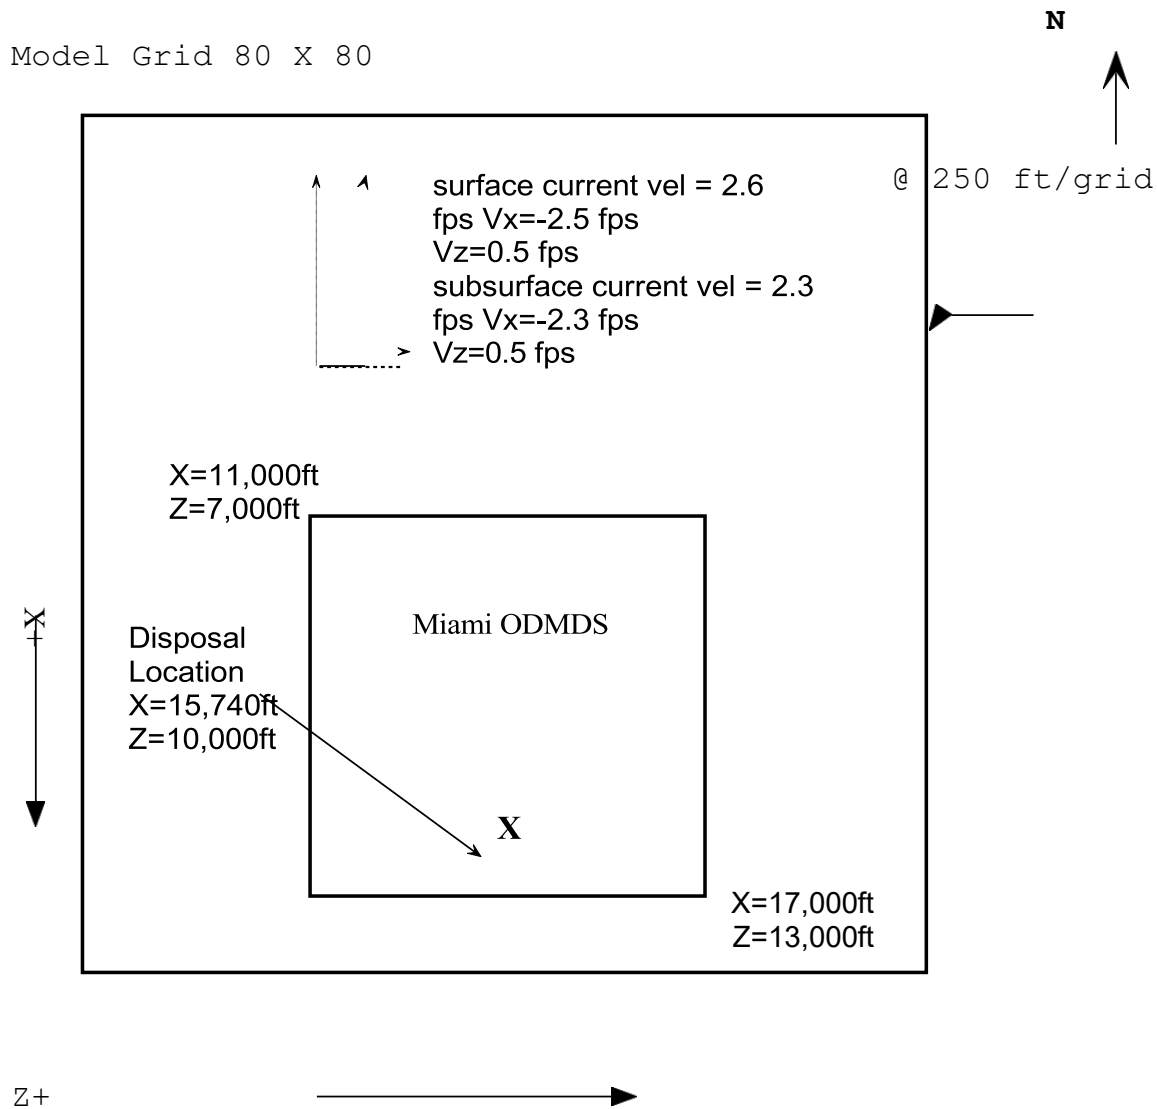 N
Model Grid 80 X 80
@ 250 ft/grid
surface current vel = 2.6
fps Vx=-2.5 fps
Vz=0.5 fps
subsurface current vel = 2.3
fps Vx=-2.3 fps
Vz=0.5 fps
X=11,000ft
Z=7,000ft
Miami ODMDS
X+
Disposal
Location
X=15,740ft
Z=10,000ft
X
X=17,000ft
Z=13,000ft
Z+